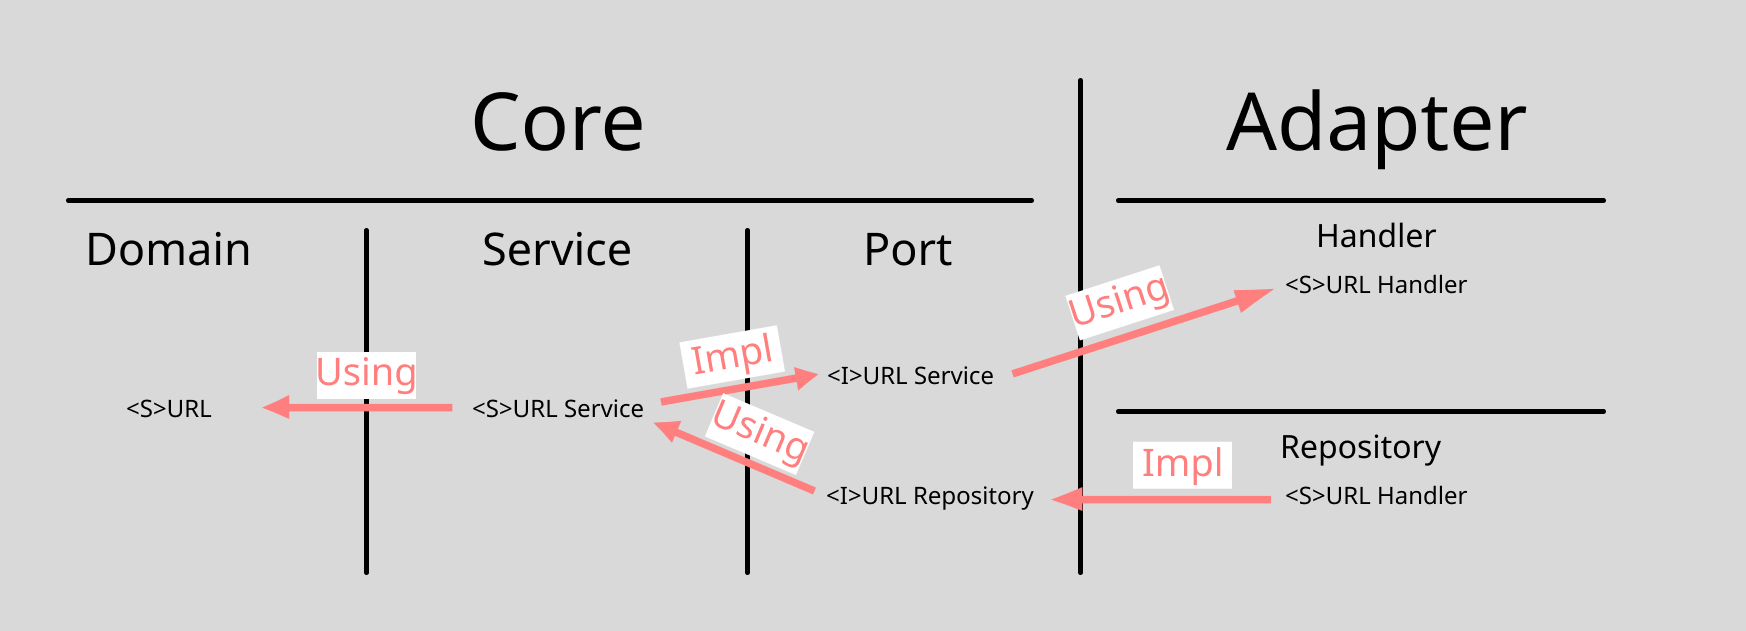 Core
Adapter
Domain
Service
Port
Handler
<S>URL Handler
Using
Impl
<I>URL Service
Using
<S>URL
<S>URL Service
Using
<I>URL Repository
Impl
Repository
<S>URL Handler